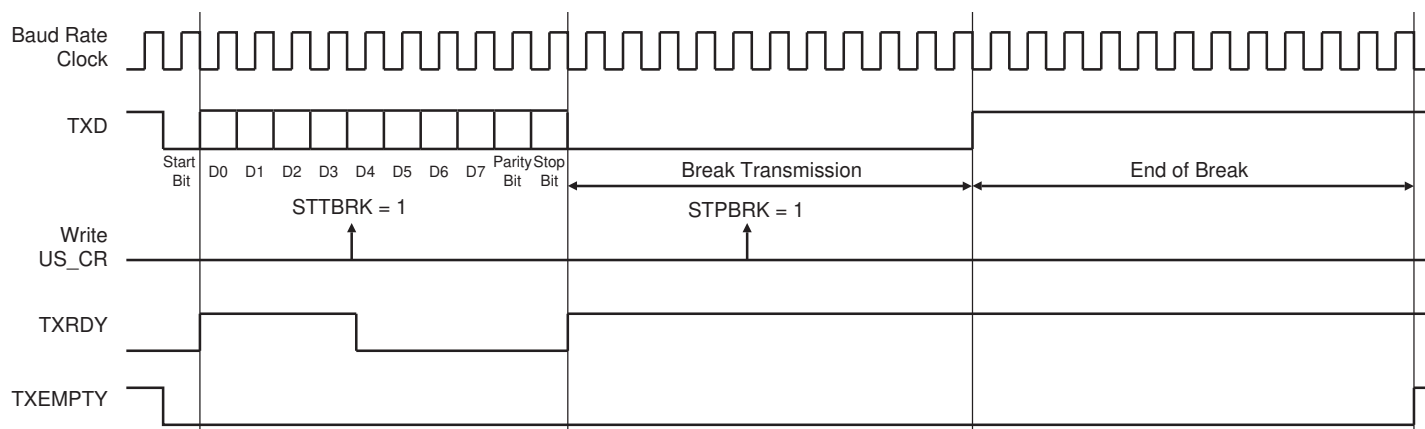 Baud Rate
Clock
TXD
Start
Bit
D0 D1 D2 D3 D4 D5 D6 D7
Parity
Bit
Stop
Bit
Break Transmission
End of Break
STTBRK = 1
STPBRK = 1
Write
US_CR
TXRDY
TXEMPTY